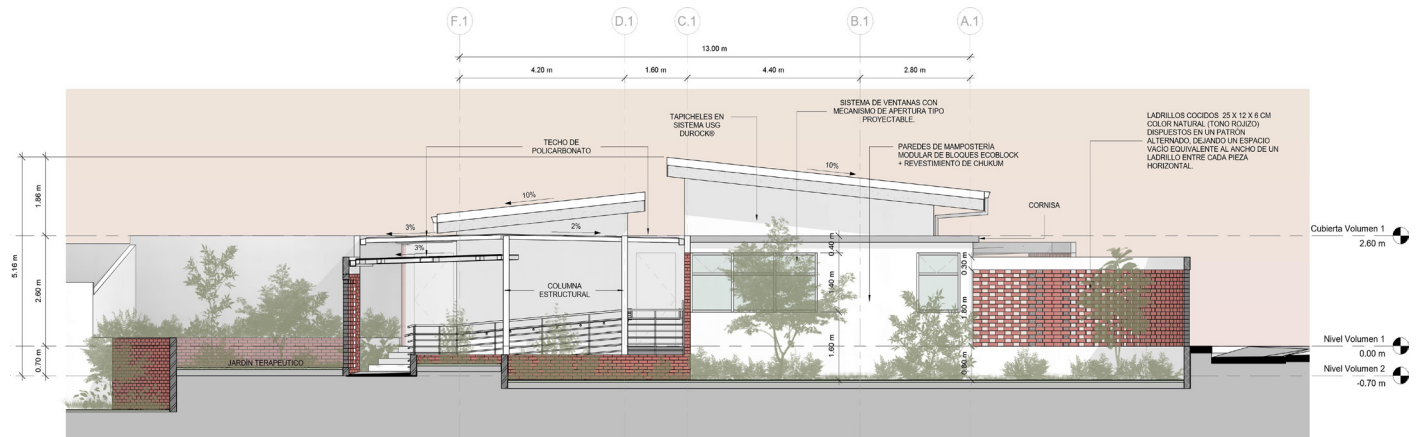 F.1
D.1
C.1
B.1
A.1
13.00 m
4.20 m
1.60 m
4.40 m
2.80 m
SISTEMA DE VENTANAS CON
MECANISMO DE APERTURA TIPO
PROYECTABLE.
TAPICHELES EN
SISTEMA USG
DUROCK®
LADRILLOS COCIDOS 25 X 12 X 6 CM
COLOR NATURAL (TONO ROJIZO)
DISPUESTOS EN UN PATRÓN
ALTERNADO, DEJANDO UN ESPACIO
VACÍO EQUIVALENTE AL ANCHO DE UN
LADRILLO ENTRE CADA PIEZA
HORIZONTAL.
TECHO DE
POLICARBONATO
PAREDES DE MAMPOSTERÍA
MODULAR DE BLOQUES ECOBLOCK
+ REVESTIMIENTO DE CHUKUM
10%
10%
CORNISA
3%
2%
3%
1.86 m
5.16 m
2.60 m
0.70 m
0.40 m
1.40 m
1.60 m
0.30 m
1.80 m
0.80 m
COLUMNA
ESTRUCTURAL
JARDÍN TERAPEÚTICO
Cubierta Volumen 1
2.60 m
Nivel Volumen 1
0.00 m
Nivel Volumen 2
-0.70 m